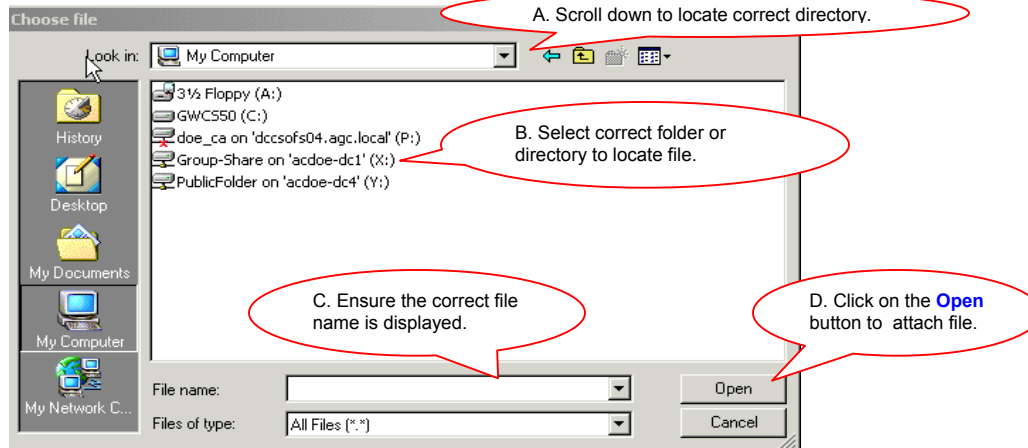 Choose file
A. Scroll down to locate correct directory.
Look in:
My Computer
3½ Floppy (A:)
GWCS50 (C:)
doe_ca on 'dccsofs04.agc.local' (P:)
Group-Share on 'acdoe-dc1' (X:)
PublicFolder on 'acdoe-dc4' (Y:)
B. Select correct folder or
directory to locate file.
History
Desktop
My Documents
My Computer
My Network C...
C. Ensure the correct file
name is displayed.
D. Click on the Open
button to attach file.
File name:
Open
Files of type:
All Files (*.*)
Cancel